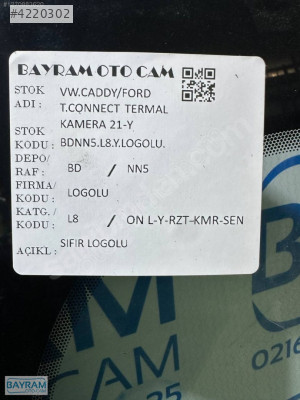 #4220302
BAYRAM OTO CAM
STOK ADI : VW.CADDY/FORD
T.CONNECT TERMAL
KAMERA 21-Y
STOK KODU : BDNN5.L8.Y.LOGOLU.
DEPO/ RAF : BD / NN5
FIRMA/ KODU : LOGOLU
KATG./ KODU : L8 / ON L-Y-RZT-KMR-SEN
AÇIKL : SIFIR LOGOLU
M
CAM
0216
BAYRAM
OTO CAM